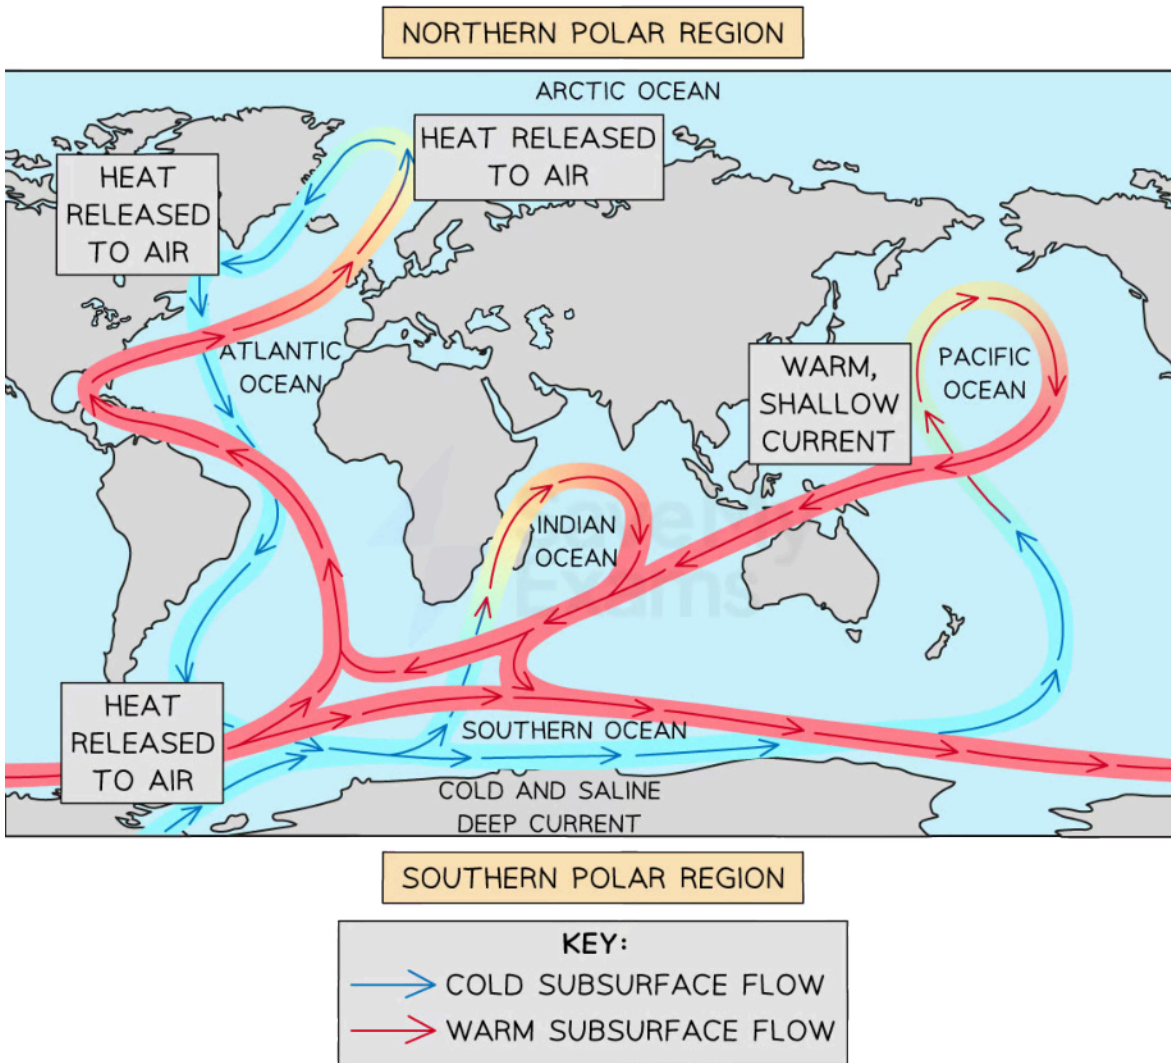 NORTHERN POLAR REGION
ARCTIC OCEAN
HEAT RELEASED
TO AIR
HEAT
RELEASED
TO AIR
ATLANTIC
OCEAN
WARM,
SHALLOW
CURRENT
PACIFIC
OCEAN
INDIAN
OCEAN
HEAT
RELEASED
TO AIR
SOUTHERN OCEAN
COLD AND SALINE
DEEP CURRENT
SOUTHERN POLAR REGION
KEY:
COLD SUBSURFACE FLOW
WARM SUBSURFACE FLOW